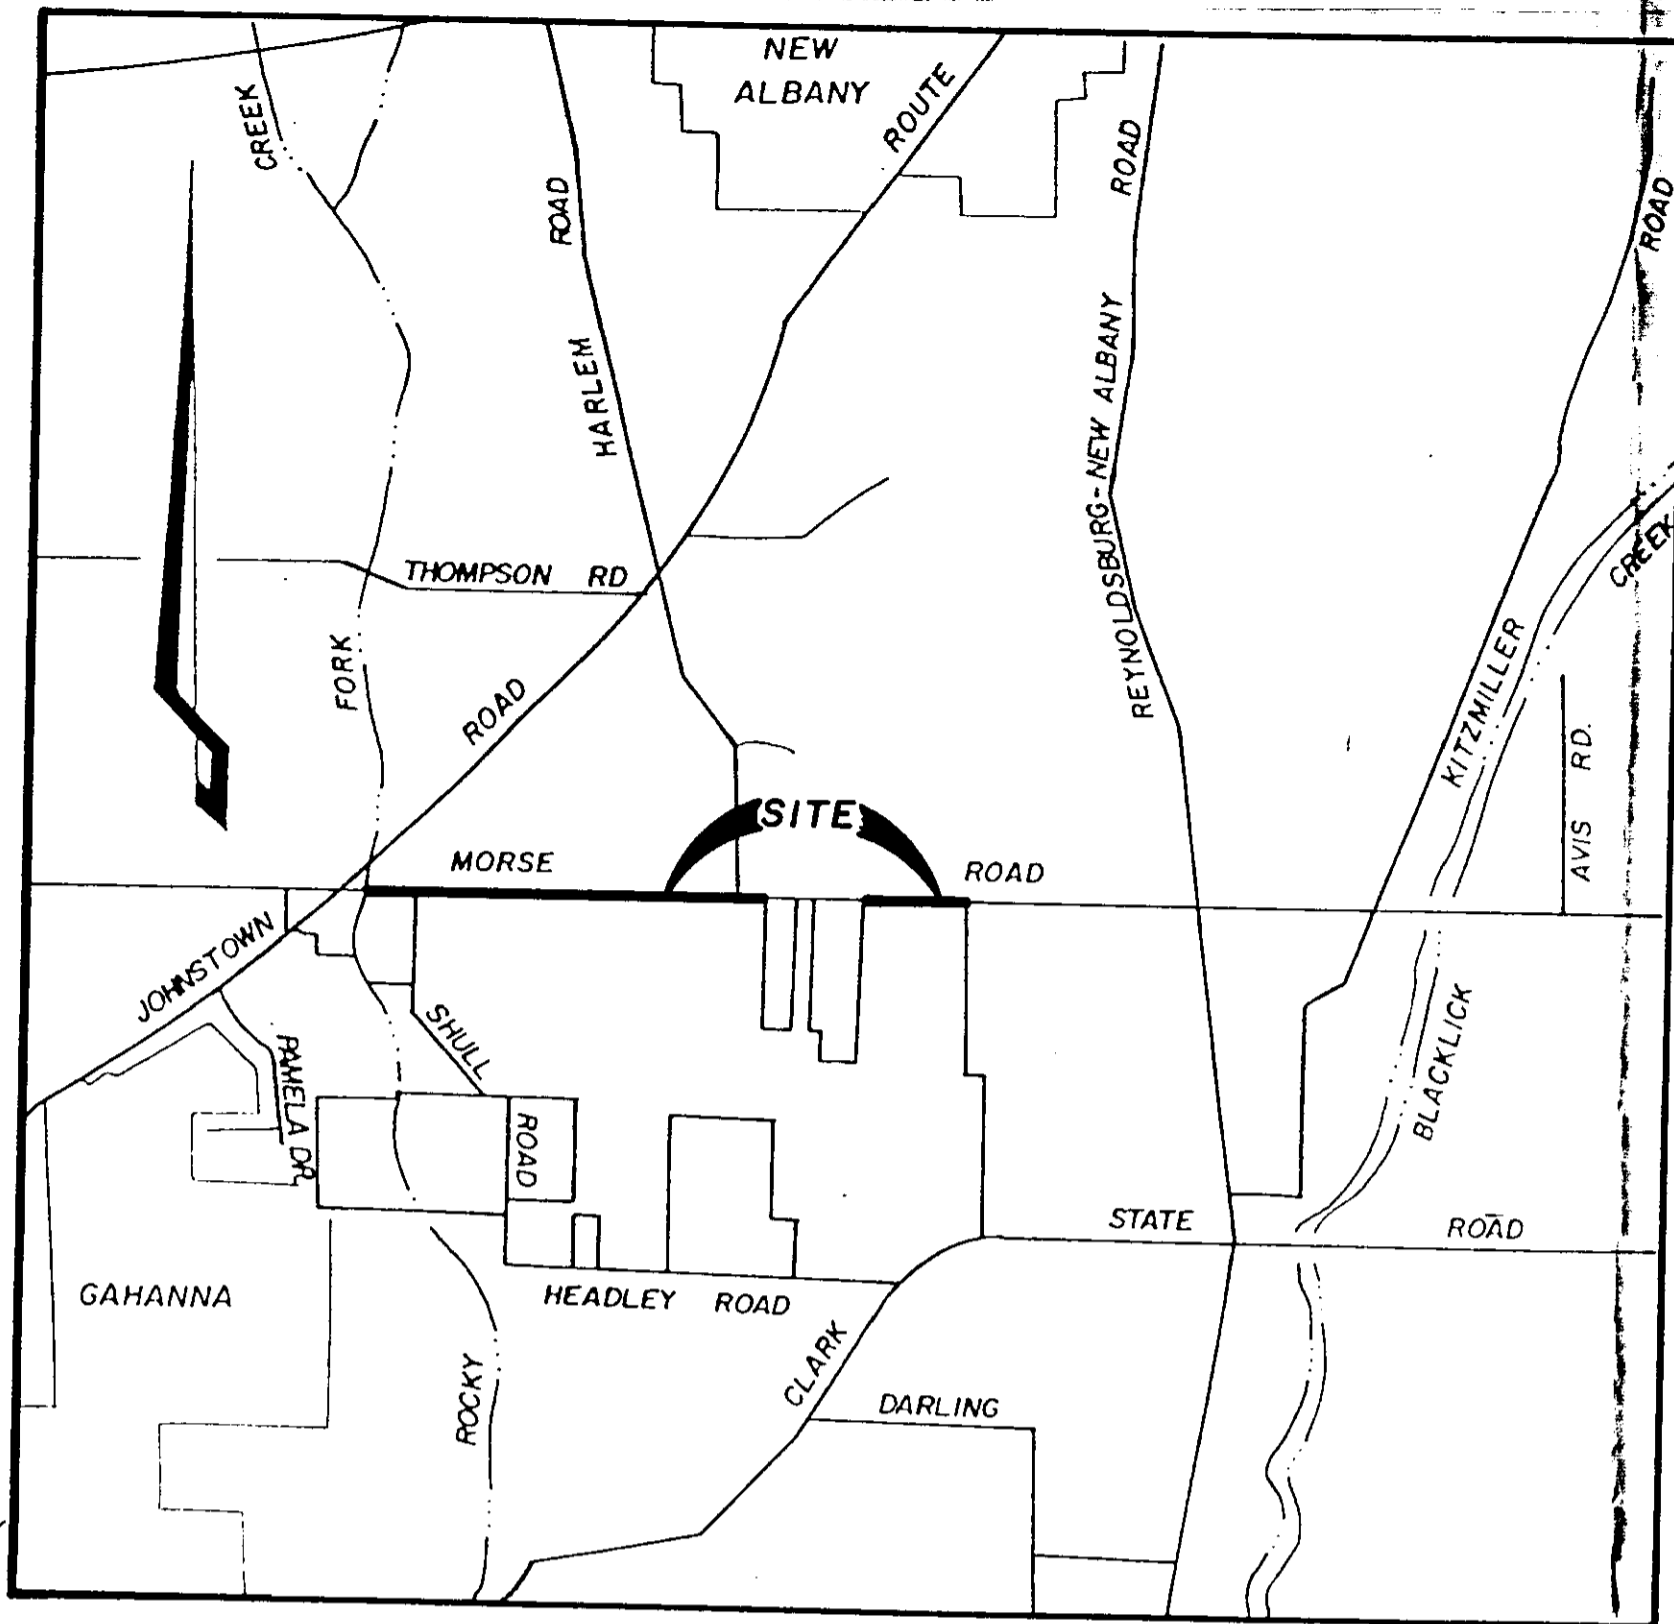 NEW
ALBANY
ROUTE
CREEK
ROAD
ROAD
ROAD
HARLEM
REYNOLDSBURG-NEW ALBANY
CREEK
THOMPSON RD
FORK
ROAD
KITZMILLER
AVIS RD.
SITE
MORSE
ROAD
JOHNSTOWN
SHULL
PAMELA DR
ROAD
BLACKLICK
STATE
ROAD
GAHANNA
HEADLEY ROAD
CLARK
ROCKY
DARLING